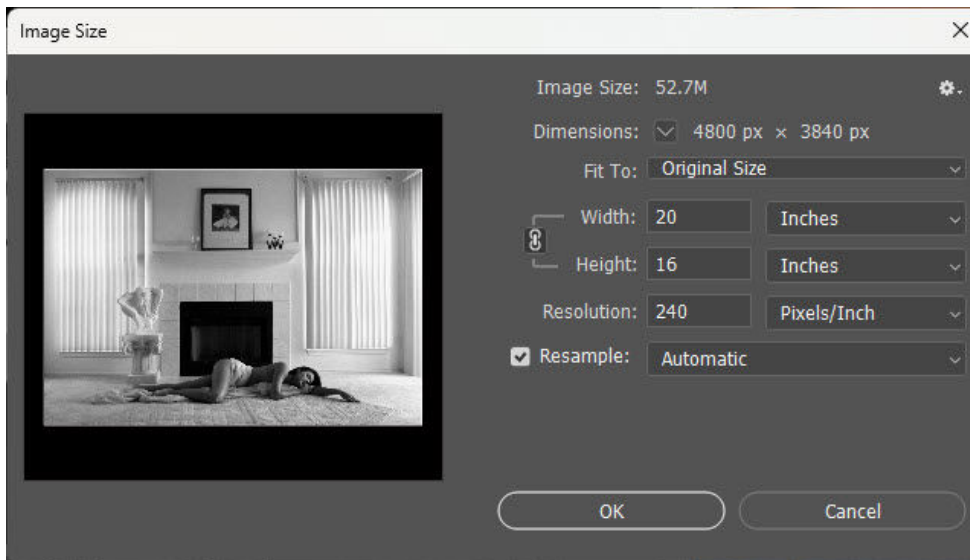 Image Size
Image Size: 52.7M
Dimensions: 4800 px × 3840 px
Fit To: Original Size
Width: 20 Inches
Height: 16 Inches
Resolution: 240 Pixels/Inch
Resample: Automatic
OK Cancel